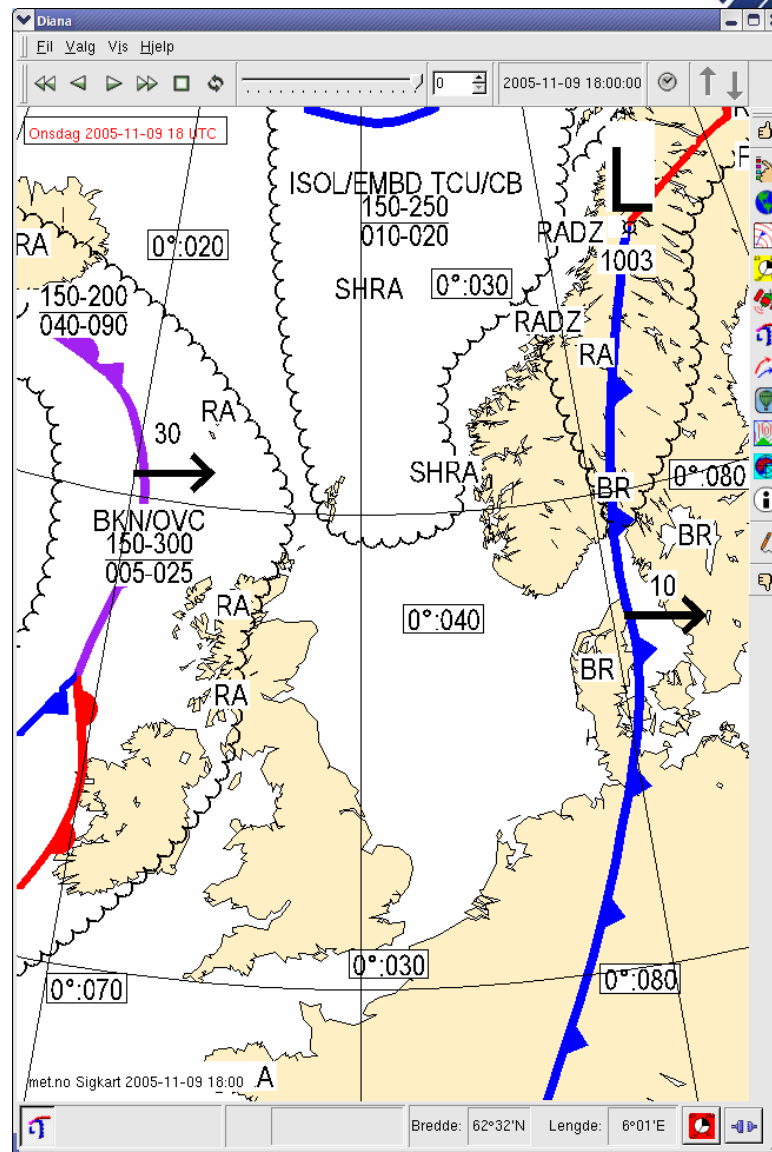 Diana
Fil Valg Vis Hjelp
0 2005-11-09 18:00:00
Onsdag 2005-11-09 18 UTC
L
ISOL/EMBD TCU/CB
150-250
010-020
RA
0°:020
RADZ
1003
SHRA
0°:030
150-200
040-090
RADZ
RA
RA
30
SHRA
0°:080
BR
BKN/OVC
150-300
005-025
BR
10
RA
0°:040
BR
RA
0°:030
0°:070
0°:080
met.no Sigkart 2005-11-09 18:00
A
Bredde: 62°32'N Lengde: 6°01'E